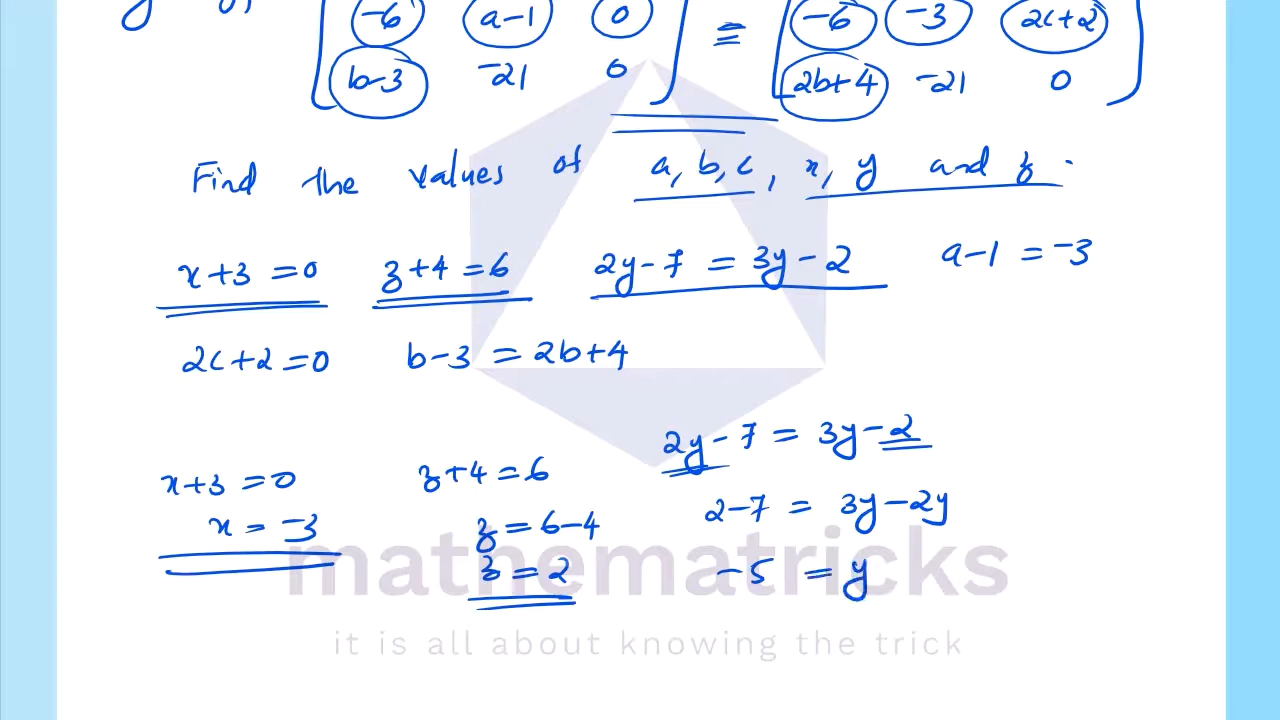 -6 a-1 0 = -6 -3 2c+2
b-3 -21 0 2b+4 -21 0
Find the values of a, b, c, x, y and z.
x+3 =0 z+4 =6 2y-7 = 3y-2 a-1 = -3
2c+2 =0 b-3 = 2b+4
2y-7 = 3y-2
x+3 =0 z+4 =6
2-7 = 3y-2y
x = -3 z = 6-4
z = 2 -5 = y
mathematricks
it is all about knowing the trick